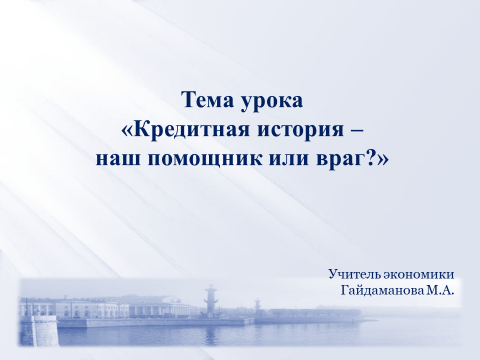 Тема урока
«Кредитная история –
наш помощник или враг?»
Учитель экономики
Гайдаманова М.А.